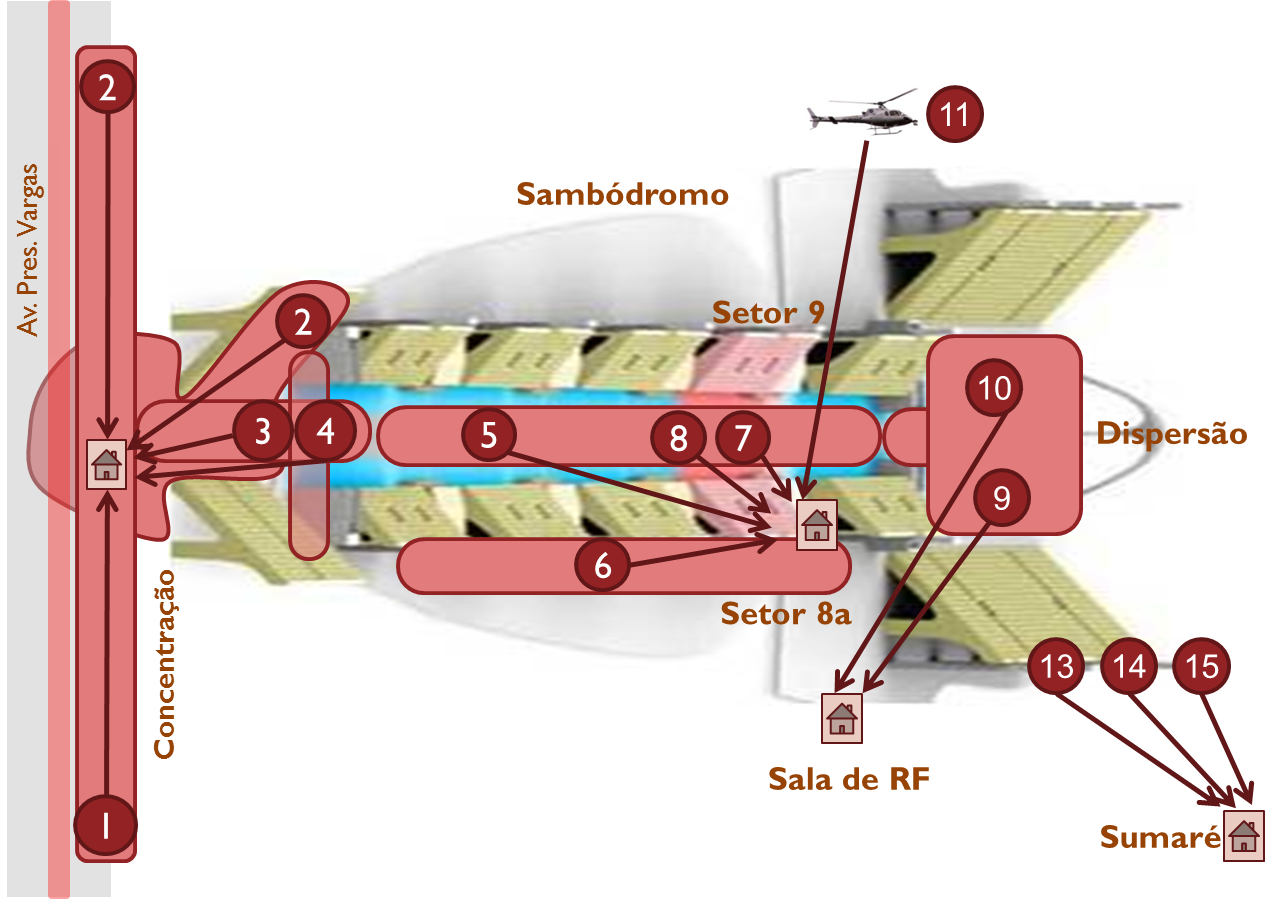 2
11
Sambódromo
Av. Pres. Vargas
Setor 9
2
10
3
4
5
8
7
Dispersão
9
6
Setor 8a
Concentração
13
14
15
Sala de RF
1
Sumaré